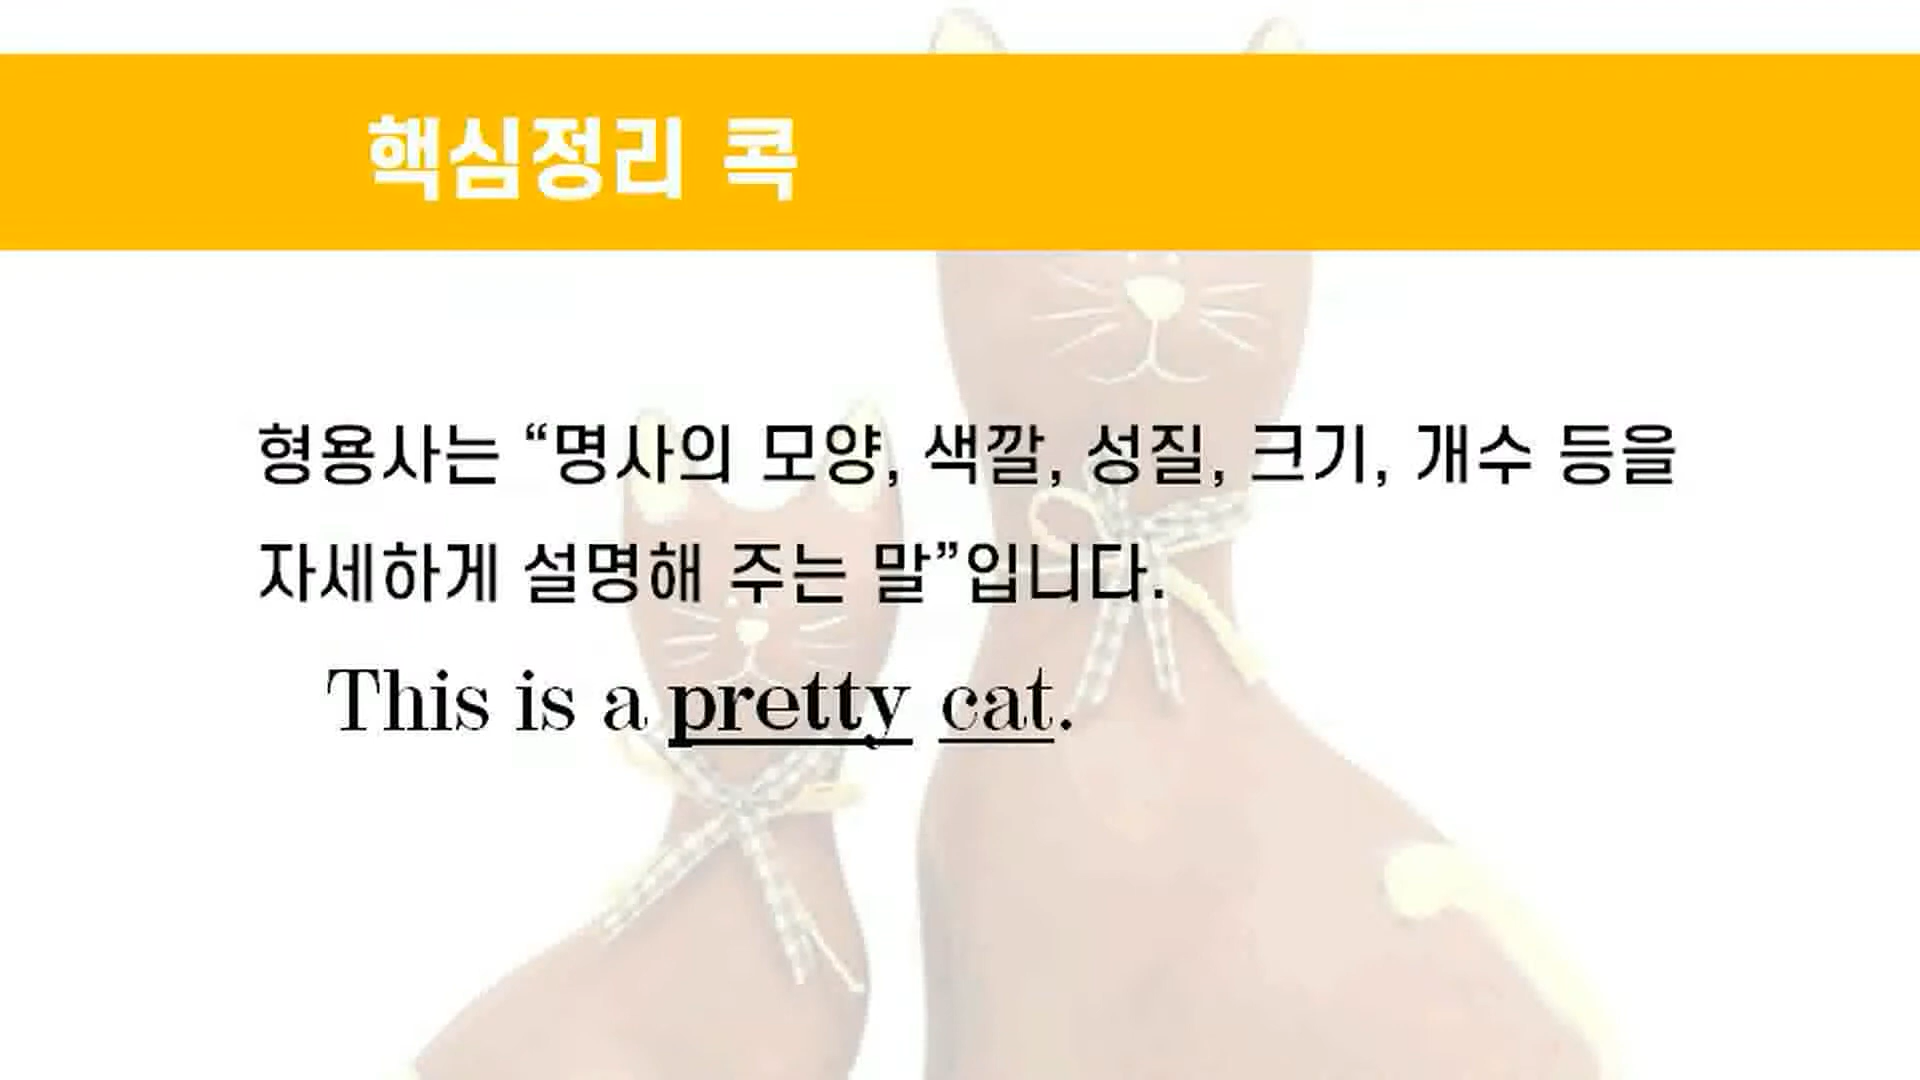 핵심정리 콕
형용사는 “명사의 모양, 색깔, 성질, 크기, 개수 등을
자세하게 설명해 주는 말”입니다.
This is a pretty cat.